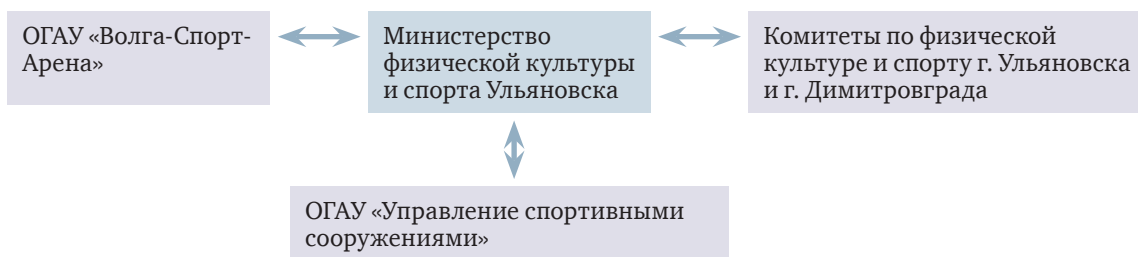 ОГАУ «Волга-Спорт-
Арена»
Министерство
физической культуры
и спорта Ульяновска
Комитеты по физической
культуре и спорту г. Ульяновска
и г. Димитровграда
ОГАУ «Управление спортивными
сооружениями»